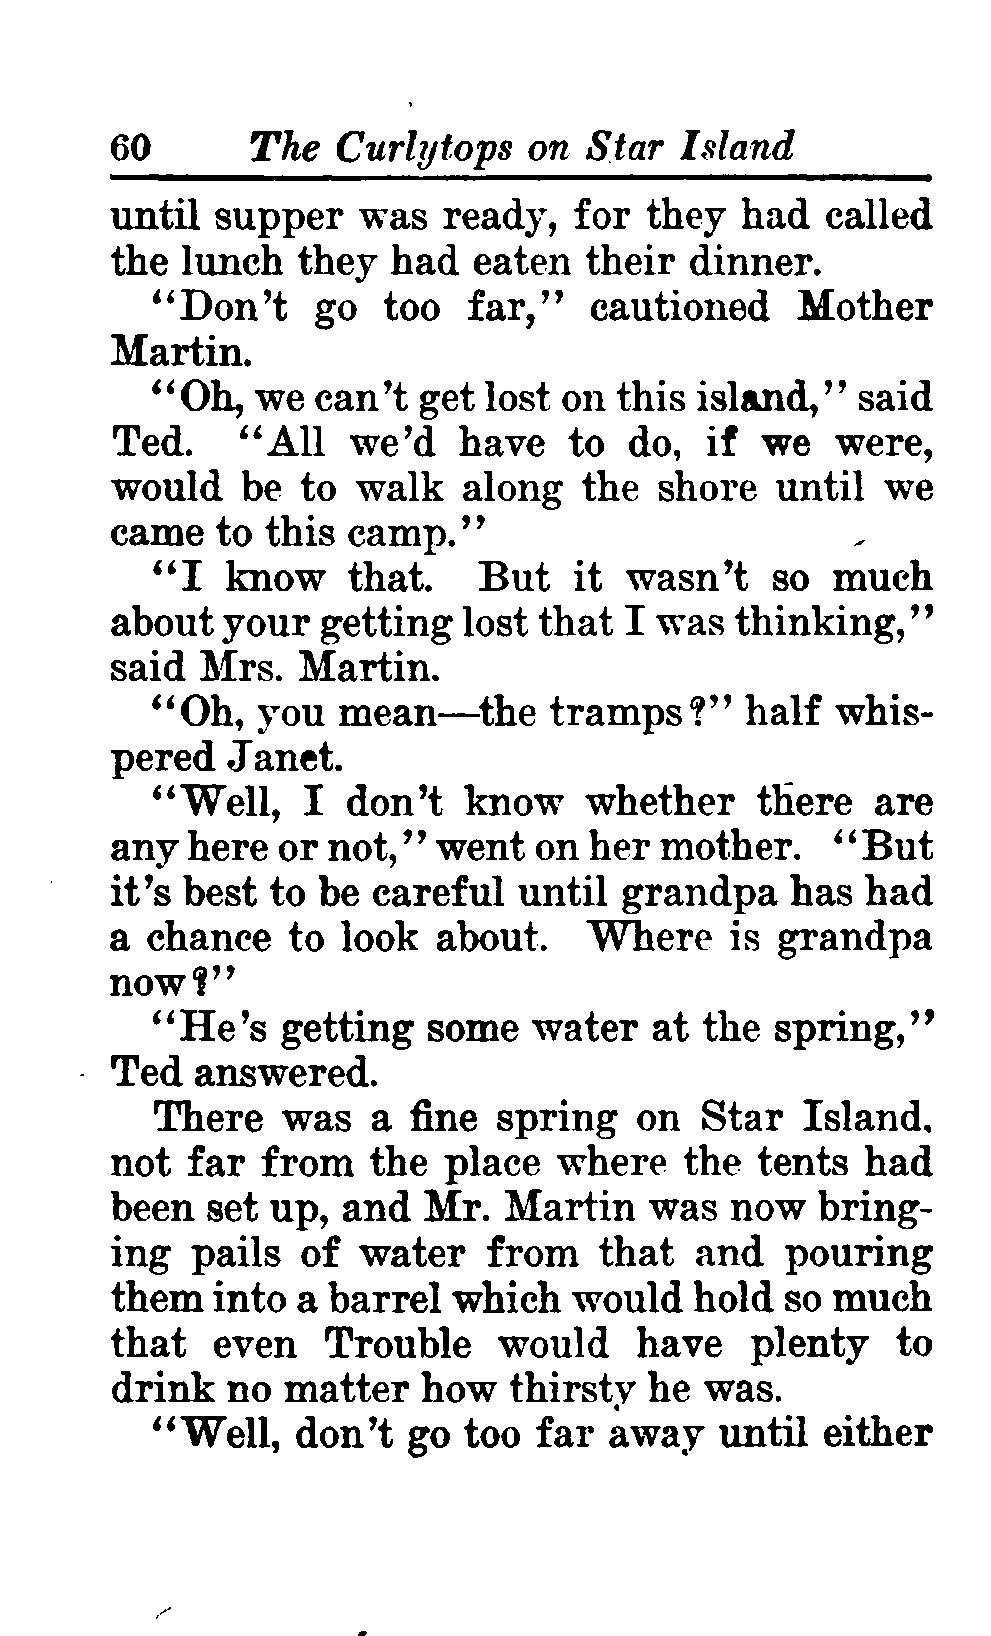 60 The Curlytops on Star Island
until supper was ready, for they had called
the lunch they had eaten their dinner.
“Don’t go too far,” cautioned Mother
Martin.
“Oh, we can’t get lost on this island,” said
Ted. “All we’d have to do, if we were,
would be to walk along the shore until we
came to this camp.”
“I know that. But it wasn’t so much
about your getting lost that I was thinking,”
said Mrs. Martin.
“Oh, you mean—the tramps?” half whis-
pered Janet.
“Well, I don’t know whether there are
any here or not,” went on her mother. “But
it’s best to be careful until grandpa has had
a chance to look about. Where is grandpa
now?”
“He’s getting some water at the spring,”
Ted answered.
There was a fine spring on Star Island,
not far from the place where the tents had
been set up, and Mr. Martin was now bring-
ing pails of water from that and pouring
them into a barrel which would hold so much
that even Trouble would have plenty to
drink no matter how thirsty he was.
“Well, don’t go too far away until either